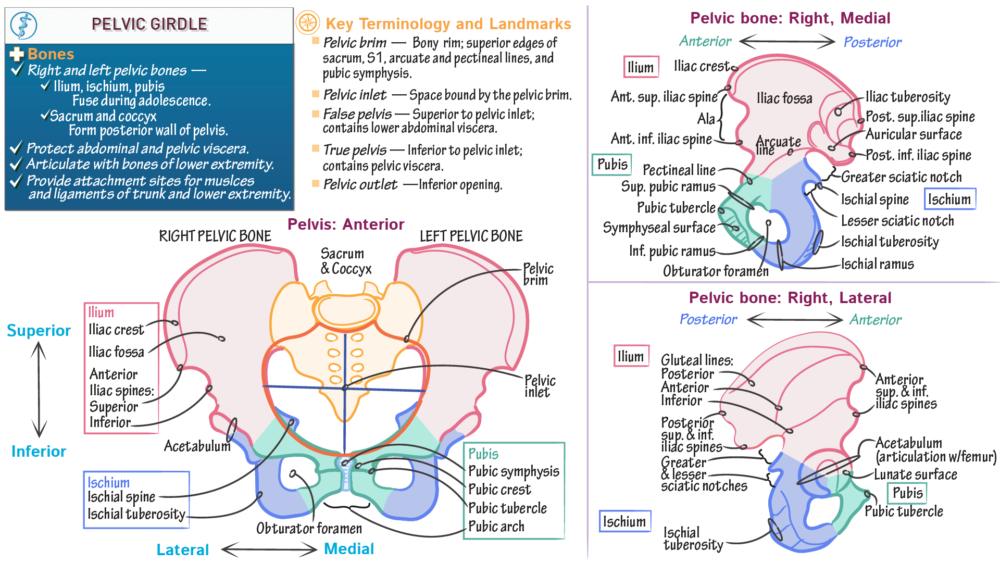 PELVIC GIRDLE
Bones
Right and left pelvic bones —
Ilium, ischium, pubis
Fuse during adolescence.
Sacrum and coccyx
Form posterior wall of pelvis.
Protect abdominal and pelvic viscera.
Articulate with bones of lower extremity.
Provide attachment sites for muslces
and ligaments of trunk and lower extremity.
Key Terminology and Landmarks
Pelvic brim — Bony rim; superior edges of
sacrum, S1, arcuate and pectineal lines, and
pubic symphysis.
Pelvic inlet — Space bound by the pelvic brim.
False pelvis — Superior to pelvic inlet;
contains lower abdominal viscera.
True pelvis — Inferior to pelvic inlet;
contains pelvic viscera.
Pelvic outlet — Inferior opening.
Pelvis: Anterior
RIGHT PELVIC BONE
LEFT PELVIC BONE
Sacrum
& Coccyx
Pelvic
brim
Pelvic
inlet
Superior
Inferior
Ilium
Iliac crest
Iliac fossa
Anterior
Iliac spines:
Superior
Inferior
Acetabulum
Ischium
Ischial spine
Ischial tuberosity
Obturator foramen
Lateral
Medial
Pubis
Pubic symphysis
Pubic crest
Pubic tubercle
Pubic arch
Pelvic bone: Right, Medial
Anterior
Posterior
Ilium
Iliac crest
Ant. sup. iliac spine
Ala
Ant. inf. iliac spine
Iliac fossa
Arcuate
line
Iliac tuberosity
Post. sup.iliac spine
Auricular surface
Post. inf. iliac spine
Greater sciatic notch
Ischial spine
Ischium
Lesser sciatic notch
Ischial tuberosity
Ischial ramus
Pubis
Pectineal line
Sup. pubic ramus
Pubic tubercle
Symphyseal surface
Inf. pubic ramus
Obturator foramen
Pelvic bone: Right, Lateral
Posterior
Anterior
Ilium
Gluteal lines:
Posterior
Anterior
Inferior
Posterior
sup. & inf.
iliac spines
Greater
& lesser
sciatic notches
Ischium
Ischial
tuberosity
Anterior
sup. & inf.
iliac spines
Acetabulum
(articulation w/femur)
Lunate surface
Pubis
Pubic tubercle